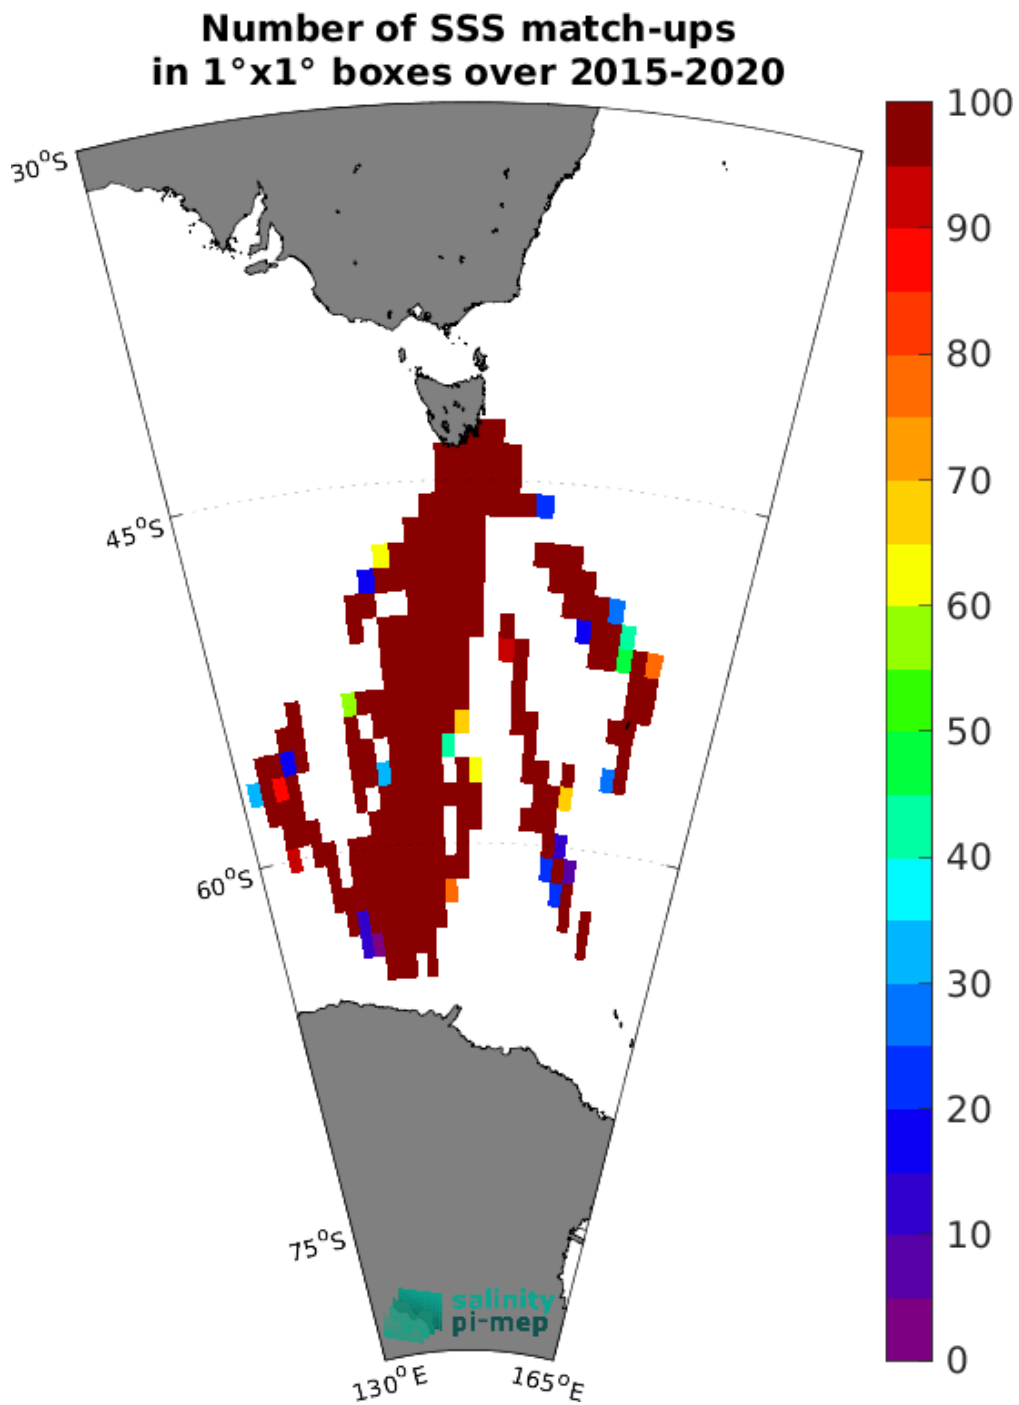 Number of SSS match-ups
in 1°x1° boxes over 2015-2020
30°S
45°S
60°S
75°S
130°E
165°E
100
90
80
70
60
50
40
30
20
10
0
salinity
pi-mep